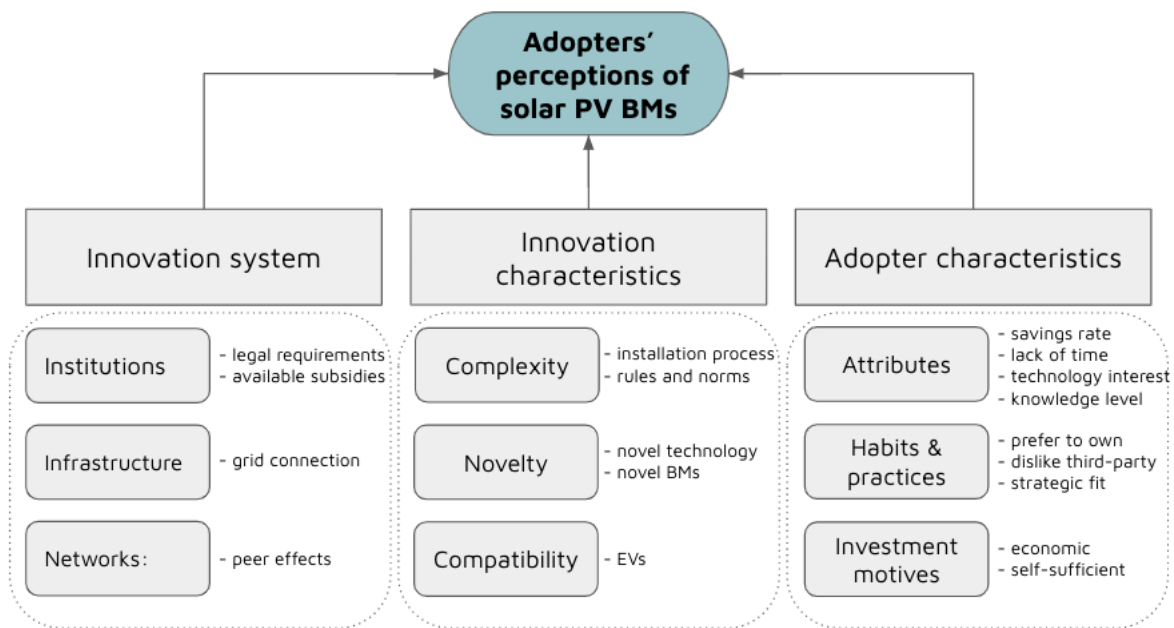 Adopters'
perceptions of
solar PV BMs
Innovation system
Innovation
characteristics
Adopter characteristics
Institutions
- legal requirements
- available subsidies
Infrastructure
- grid connection
Networks:
- peer effects
Complexity
- installation process
- rules and norms
Novelty
- novel technology
- novel BMs
Compatibility
- EVs
Attributes
- savings rate
- lack of time
- technology interest
- knowledge level
Habits &
practices
- prefer to own
- dislike third-party
- strategic fit
Investment
motives
- economic
- self-sufficient